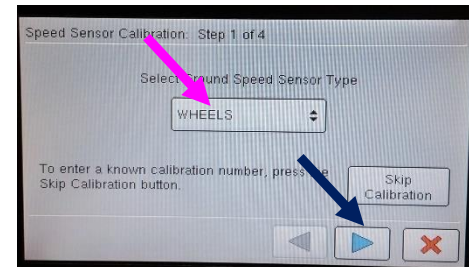 Speed Sensor Calibration: Step 1 of 4
Select Ground Speed Sensor Type
WHEELS
To enter a known calibration number, press the
Skip Calibration button.
Skip
Calibration